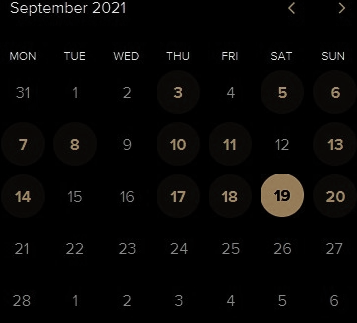 September 2021
MON TUE WED THU FRI SAT SUN
31 1 2 3 4 5 6
7 8 9 10 11 12 13
14 15 16 17 18 19 20
21 22 23 24 25 26 27
28 1 2 3 4 5 6